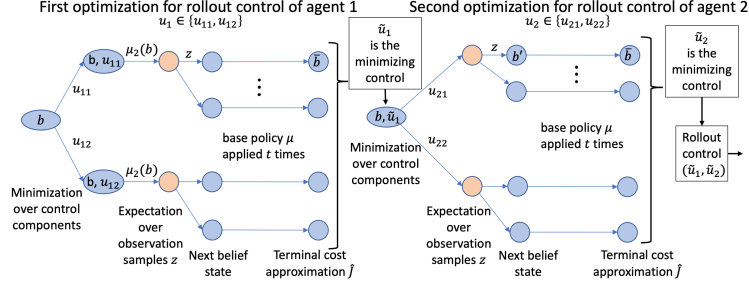 First optimization for rollout control of agent 1
u₁ ∈ {u₁₁, u₁₂}
b
u₁₁
u₁₂
b, u₁₁
b, u₁₂
μ₂(b)
μ₂(b)
z
b̄
⋮
base policy μ
applied t times
Minimization
over control
components
Expectation
over
observation
samples z
Next belief
state
Terminal cost
approximation Ĵ
ũ₁
is the
minimizing
control
Second optimization for rollout control of agent 2
u₂ ∈ {u₂₁, u₂₂}
b, ũ₁
u₂₁
u₂₂
z
b′
b̄
⋮
base policy μ
applied t times
Minimization
over control
components
Expectation
over
observation
samples z
Next belief
state
Terminal cost
approximation Ĵ
ũ₂
is the
minimizing
control
Rollout
control
(ũ₁, ũ₂)